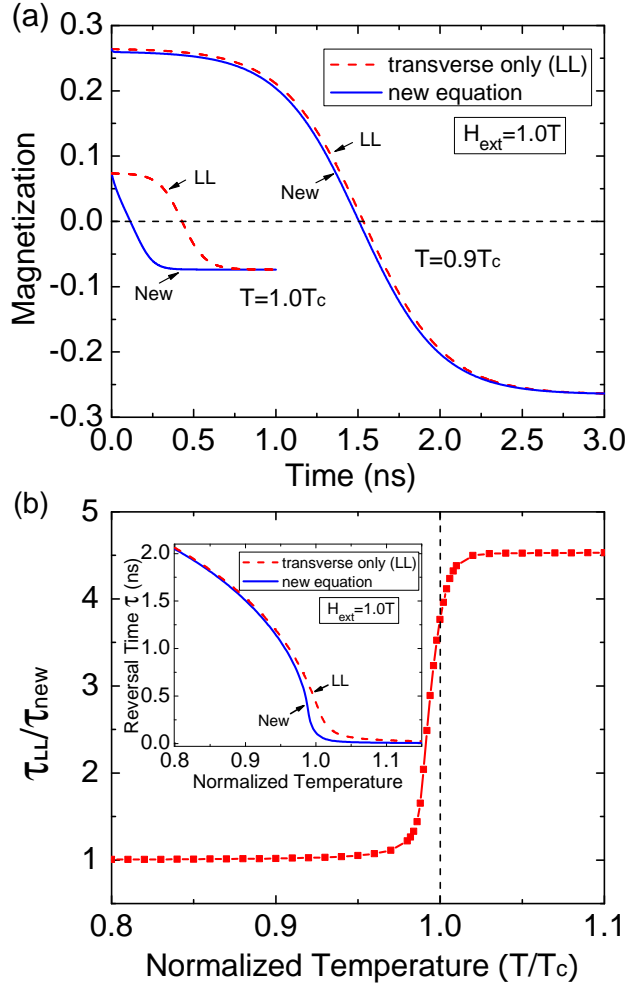 (a)
0.3
0.2
0.1
0.0
-0.1
-0.2
-0.3
Magnetization
transverse only (LL)
new equation
H_ext=1.0T
LL
New
LL
New
T=0.9Tc
T=1.0Tc
0.0 0.5 1.0 1.5 2.0 2.5 3.0
Time (ns)
(b)
5
4
3
2
1
τLL/τnew
2.0
1.5
1.0
0.5
0.0
Reversal Time τ (ns)
transverse only (LL)
new equation
H_ext=1.0T
LL
New
0.8 0.9 1.0 1.1
Normalized Temperature
0.8 0.9 1.0 1.1
Normalized Temperature (T/Tc)